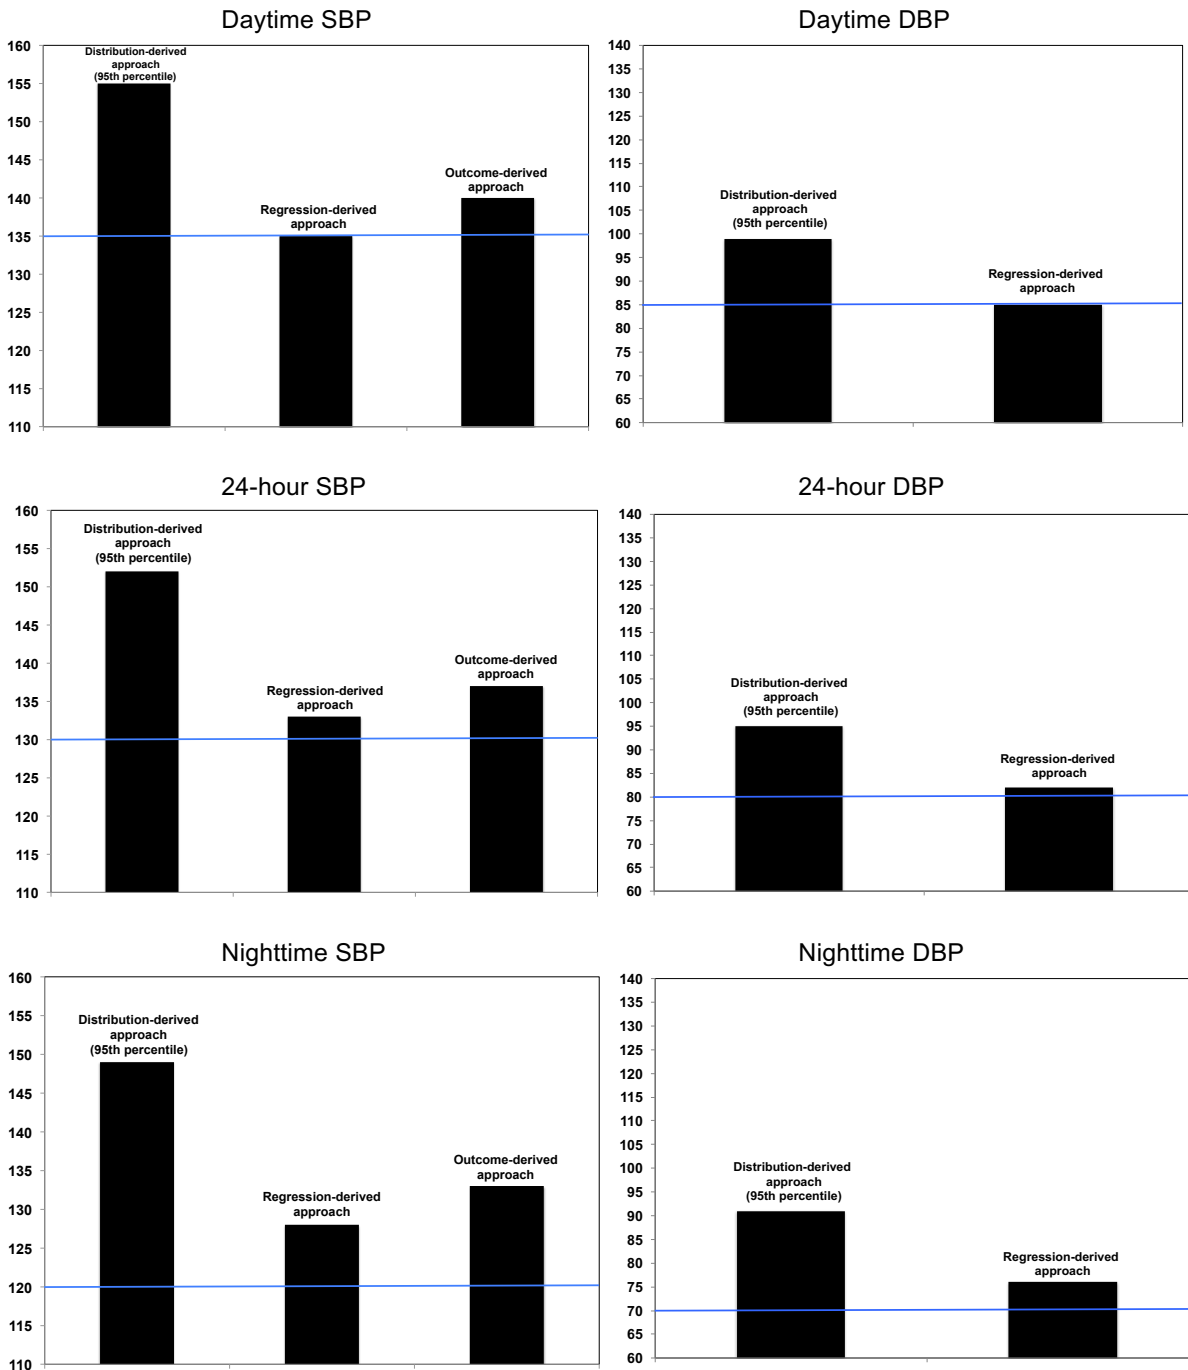 Daytime SBP
160
155
150
145
140
135
130
125
120
115
110
Distribution-derived
approach
(95th percentile)
Regression-derived
approach
Outcome-derived
approach
Daytime DBP
140
135
130
125
120
115
110
105
100
95
90
85
80
75
70
65
60
Distribution-derived
approach
(95th percentile)
Regression-derived
approach
24-hour SBP
160
155
150
145
140
135
130
125
120
115
110
Distribution-derived
approach
(95th percentile)
Regression-derived
approach
Outcome-derived
approach
24-hour DBP
140
135
130
125
120
115
110
105
100
95
90
85
80
75
70
65
60
Distribution-derived
approach
(95th percentile)
Regression-derived
approach
Nighttime SBP
160
155
150
145
140
135
130
125
120
115
110
Distribution-derived
approach
(95th percentile)
Regression-derived
approach
Outcome-derived
approach
Nighttime DBP
140
135
130
125
120
115
110
105
100
95
90
85
80
75
70
65
60
Distribution-derived
approach
(95th percentile)
Regression-derived
approach